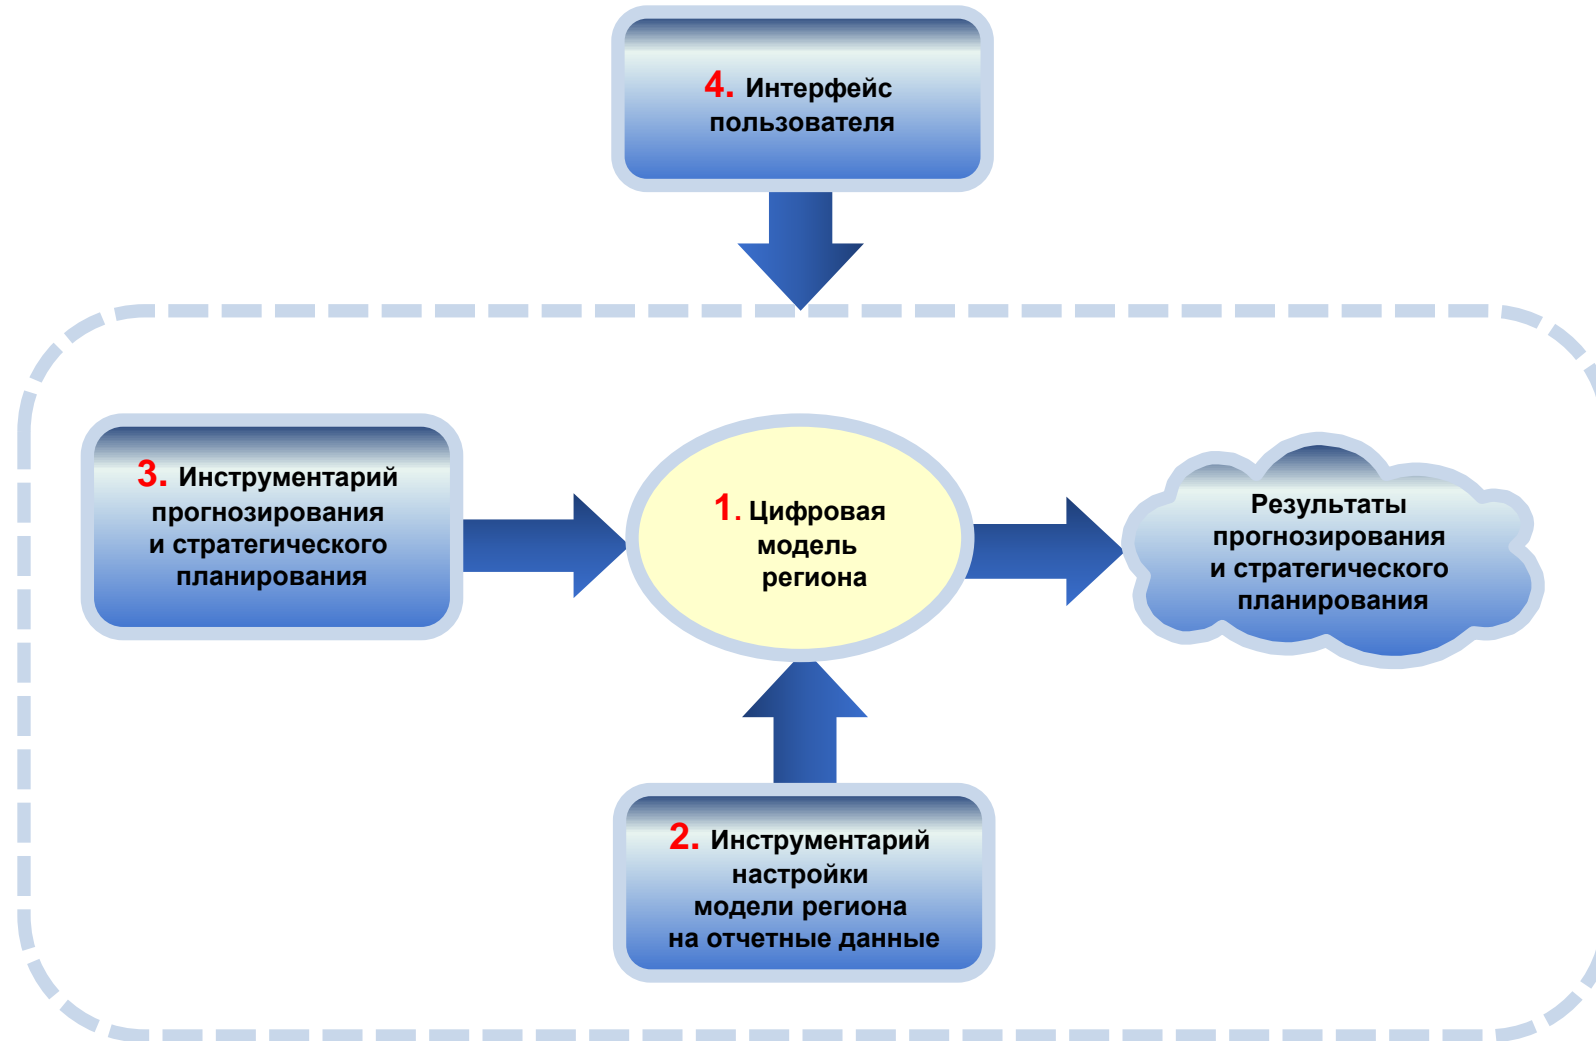 4. Интерфейс
пользователя
3. Инструментарий
прогнозирования
и стратегического
планирования
1. Цифровая
модель
региона
Результаты
прогнозирования
и стратегического
планирования
2. Инструментарий
настройки
модели региона
на отчетные данные